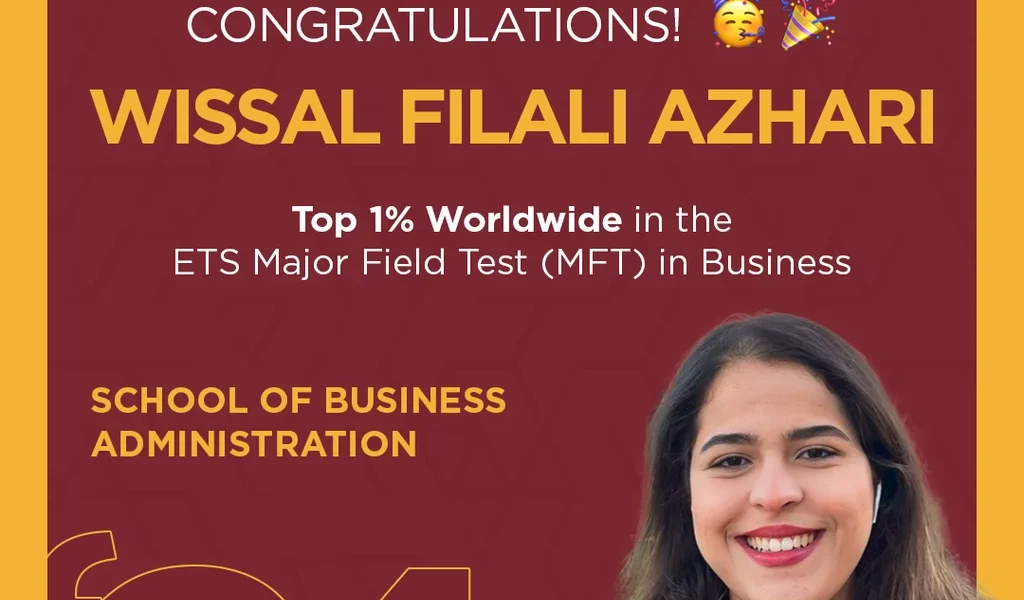 CONGRATULATIONS! 🥳 🎉
WISSAL FILALI AZHARI
Top 1% Worldwide in the
ETS Major Field Test (MFT) in Business
SCHOOL OF BUSINESS
ADMINISTRATION